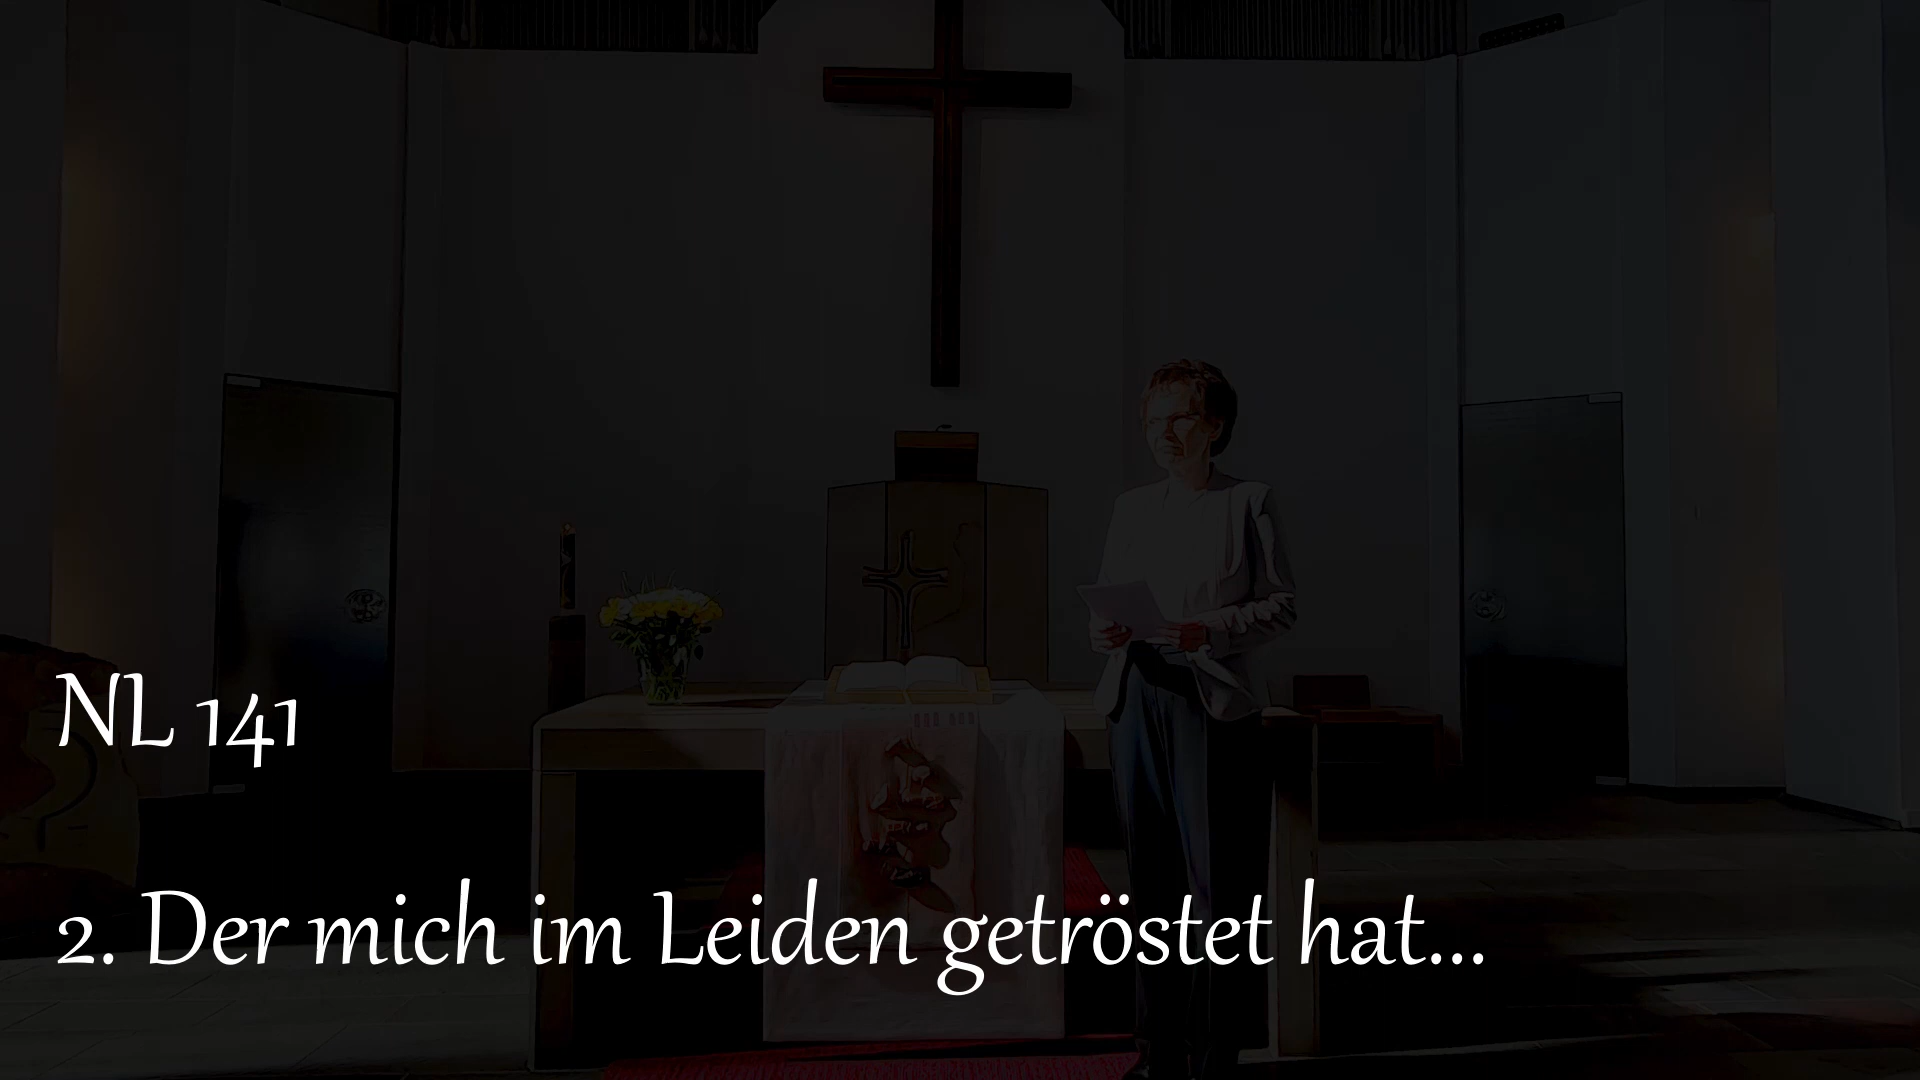 NL 141
2. Der mich im Leiden getröstet hat...